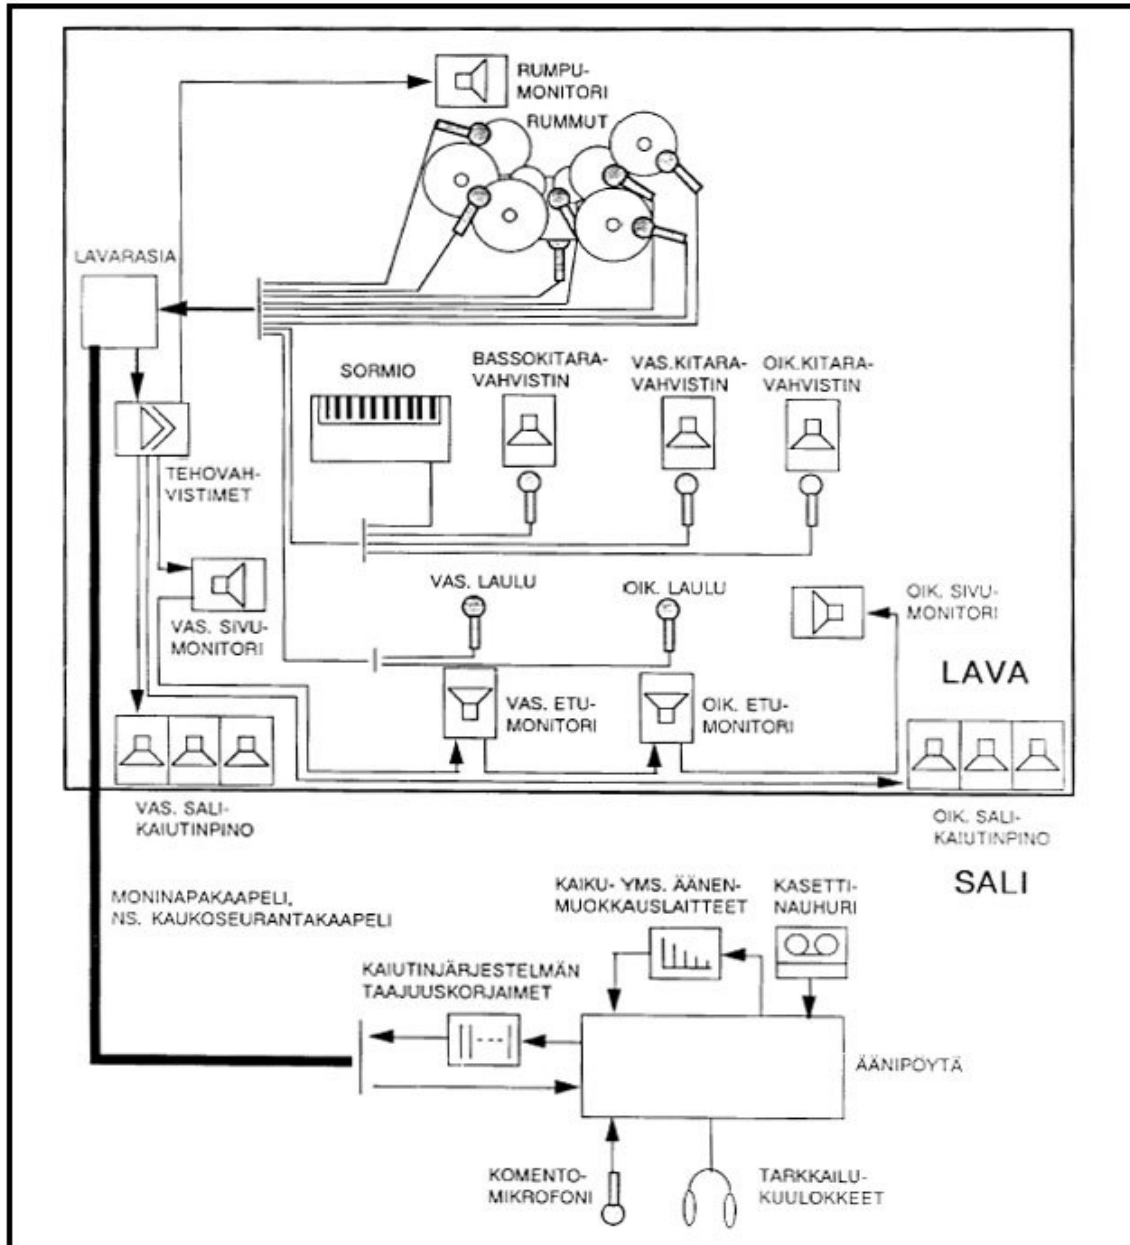 RUMPU-
MONITORI
RUMMUT
LAVARASIA
SORMIO
BASSOKITARA-
VAHVISTIN
VAS.KITARA-
VAHVISTIN
OIK.KITARA-
VAHVISTIN
TEHOVAH-
VISTIMET
VAS. LAULU
OIK. LAULU
OIK. SIVU-
MONITORI
VAS. SIVU-
MONITORI
LAVA
VAS. ETU-
MONITORI
OIK. ETU-
MONITORI
VAS. SALI-
KAIUTINPINO
OIK. SALI-
KAIUTINPINO
SALI
MONINAPAKAAPELI,
NS. KAUKOSEURANTAKAAPELI
KAIKU- YMS. ÄÄNEN-
MUOKKAUSLAITTEET
KASETTI-
NAUHURI
KAIUTINJÄRJESTELMÄN
TAAJUUSKORJAIMET
ÄÄNIPÖYTÄ
KOMENTO-
MIKROFONI
TARKKAILU-
KUULOKKEET